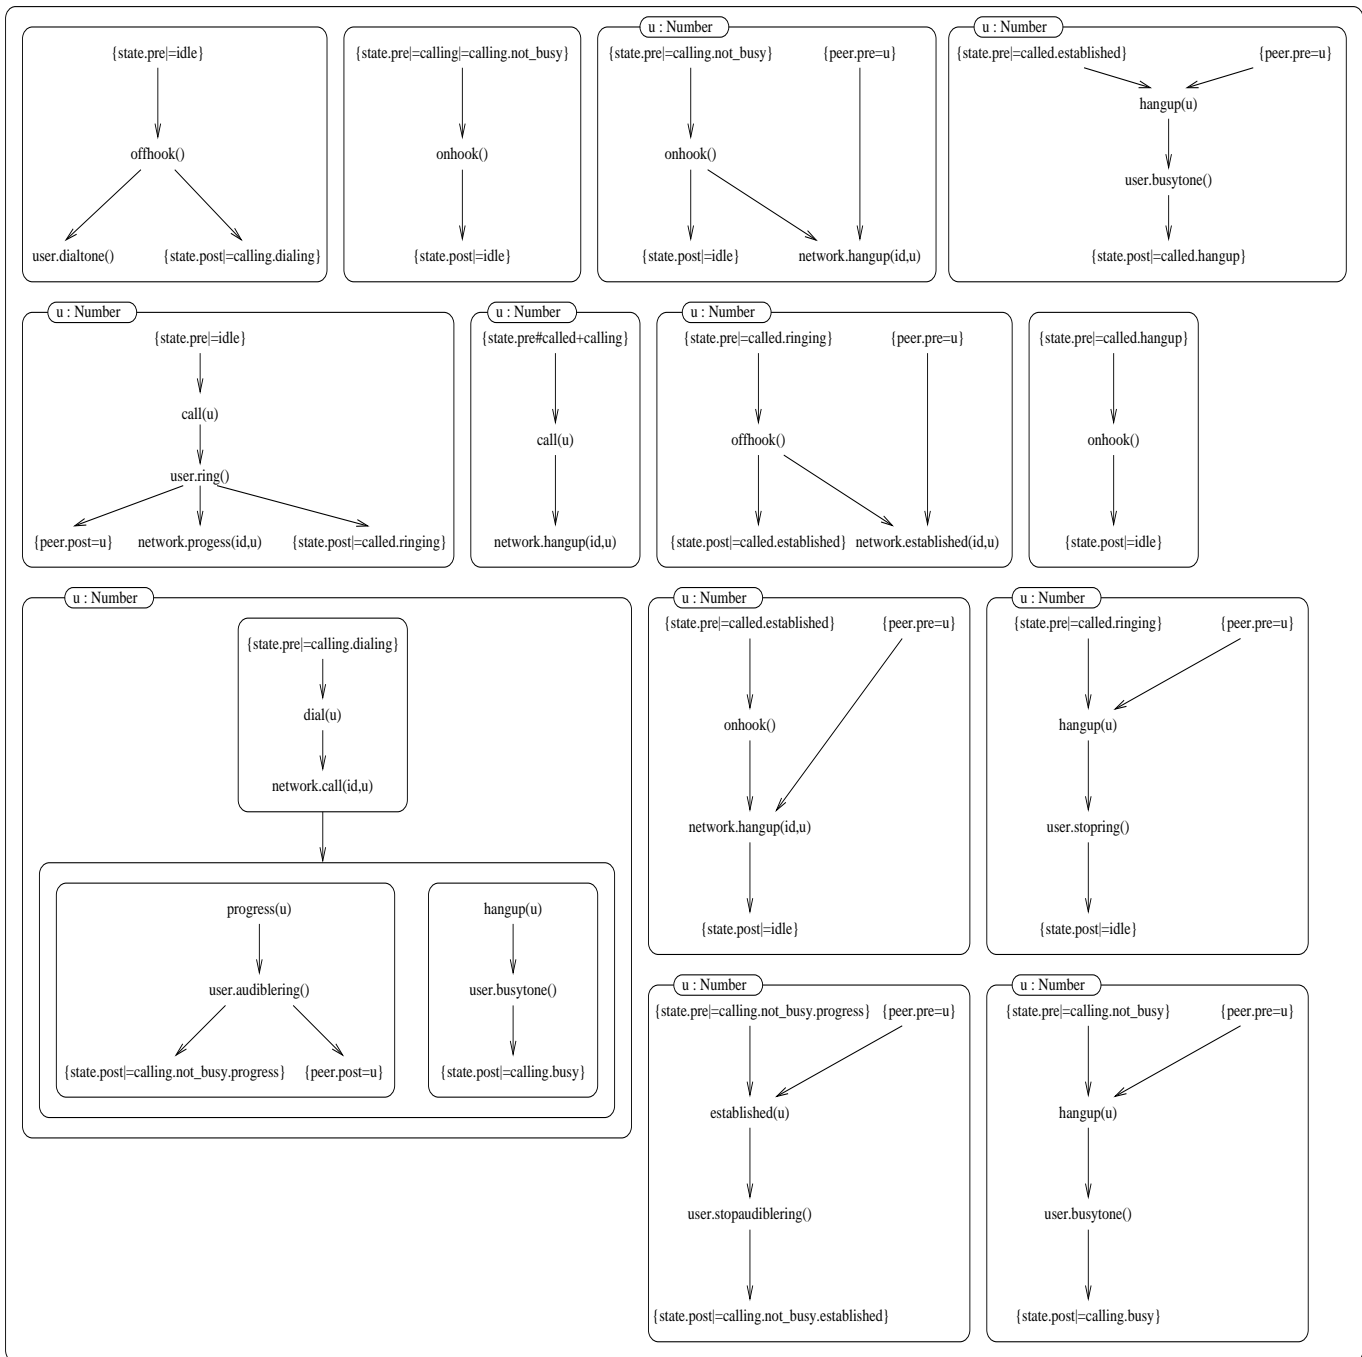 {state.pre|=idle}
offhook()
user.dialtone()
{state.post|=calling.dialing}
{state.pre|=calling|=calling.not_busy}
onhook()
{state.post|=idle}
u : Number
{state.pre|=calling.not_busy}
{peer.pre=u}
onhook()
{state.post|=idle}
network.hangup(id,u)
u : Number
{state.pre|=called.established}
{peer.pre=u}
hangup(u)
user.busytone()
{state.post|=called.hangup}
u : Number
{state.pre|=idle}
call(u)
user.ring()
{peer.post=u}
network.progess(id,u)
{state.post|=called.ringing}
u : Number
{state.pre#called+calling}
call(u)
network.hangup(id,u)
u : Number
{state.pre|=called.ringing}
{peer.pre=u}
offhook()
{state.post|=called.established}
network.established(id,u)
{state.pre|=called.hangup}
onhook()
{state.post|=idle}
u : Number
{state.pre|=calling.dialing}
dial(u)
network.call(id,u)
progress(u)
user.audiblering()
{state.post|=calling.not_busy.progress}
{peer.post=u}
hangup(u)
user.busytone()
{state.post|=calling.busy}
u : Number
{state.pre|=called.established}
{peer.pre=u}
onhook()
network.hangup(id,u)
{state.post|=idle}
u : Number
{state.pre|=called.ringing}
{peer.pre=u}
hangup(u)
user.stopring()
{state.post|=idle}
u : Number
{state.pre|=calling.not_busy.progress}
{peer.pre=u}
established(u)
user.stopaudiblering()
{state.post|=calling.not_busy.established}
u : Number
{state.pre|=calling.not_busy}
{peer.pre=u}
hangup(u)
user.busytone()
{state.post|=calling.busy}